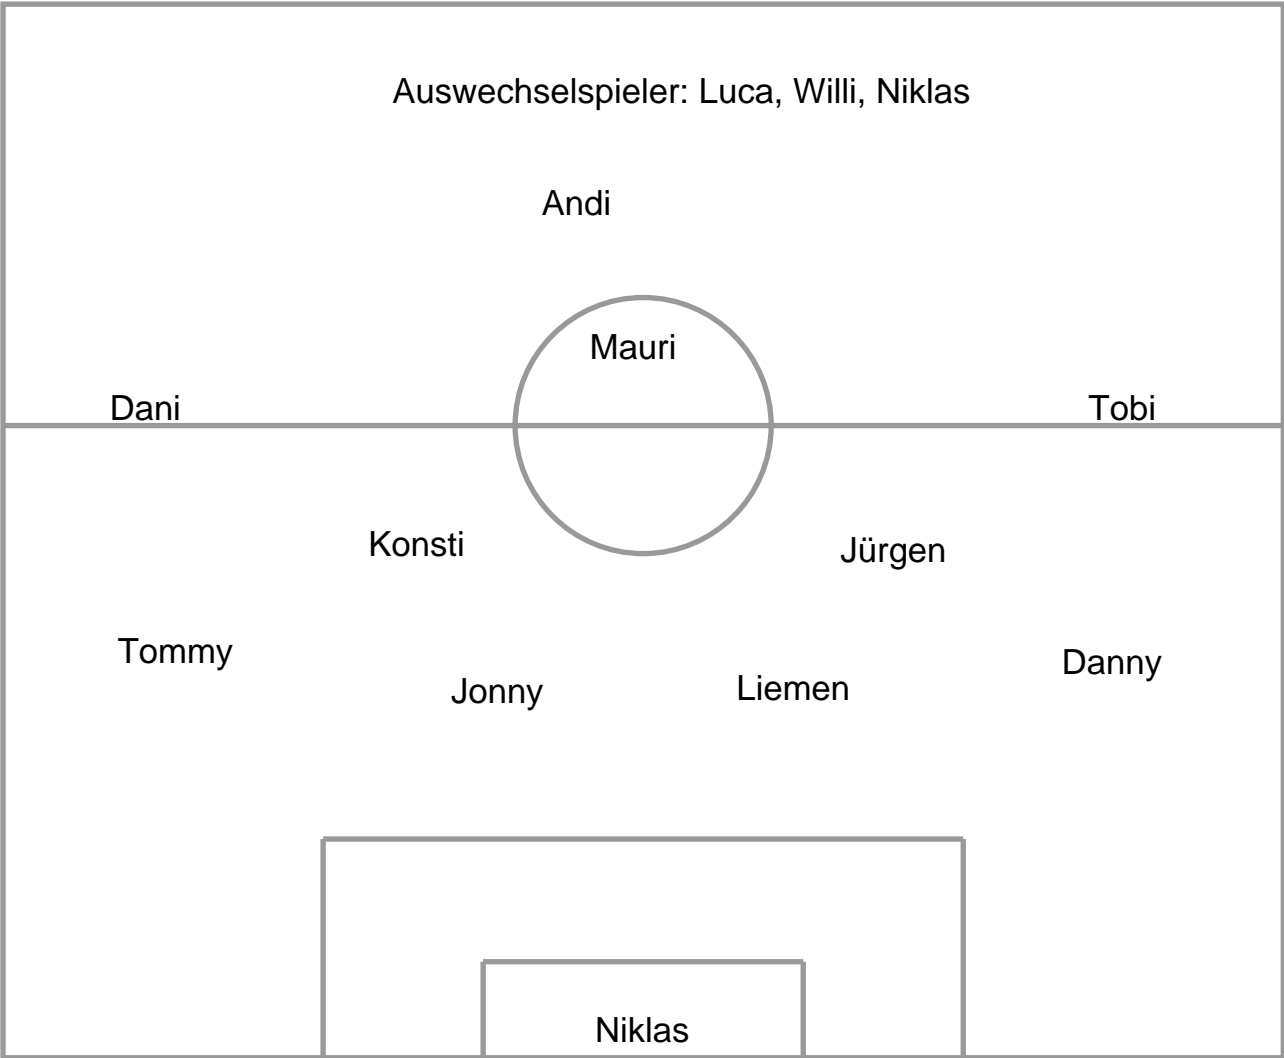 Auswechselspieler: Luca, Willi, Niklas
Andi
Mauri
Dani
Tobi
Konsti
Jürgen
Tommy
Danny
Jonny
Liemen
Niklas